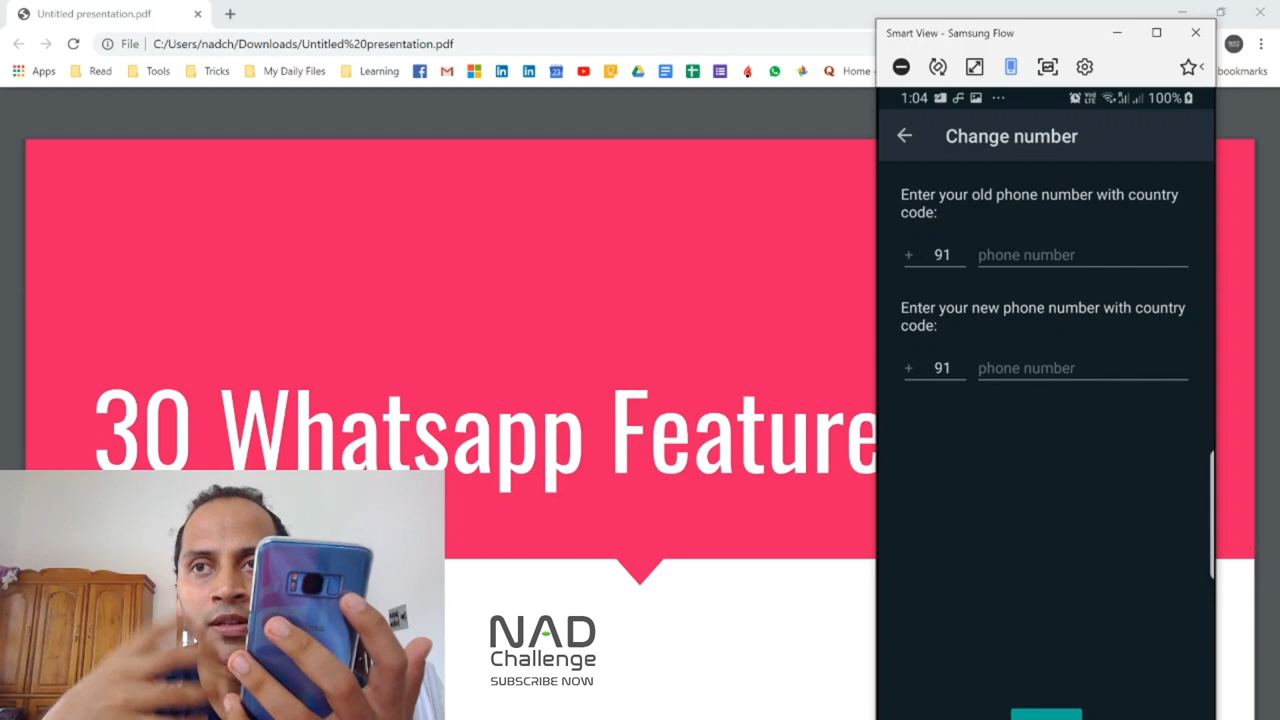 Untitled presentation.pdf
File
C:/Users/nadch/Downloads/Untitled%20presentation.pdf
Apps
Read
Tools
Tricks
My Daily Files
Learning
Home
bookmarks
30 Whatsapp Feature
NAD
Challenge
SUBSCRIBE NOW
Smart View - Samsung Flow
1:04
100%
Change number
Enter your old phone number with country
code:
+ 91 phone number
Enter your new phone number with country
code:
+ 91 phone number